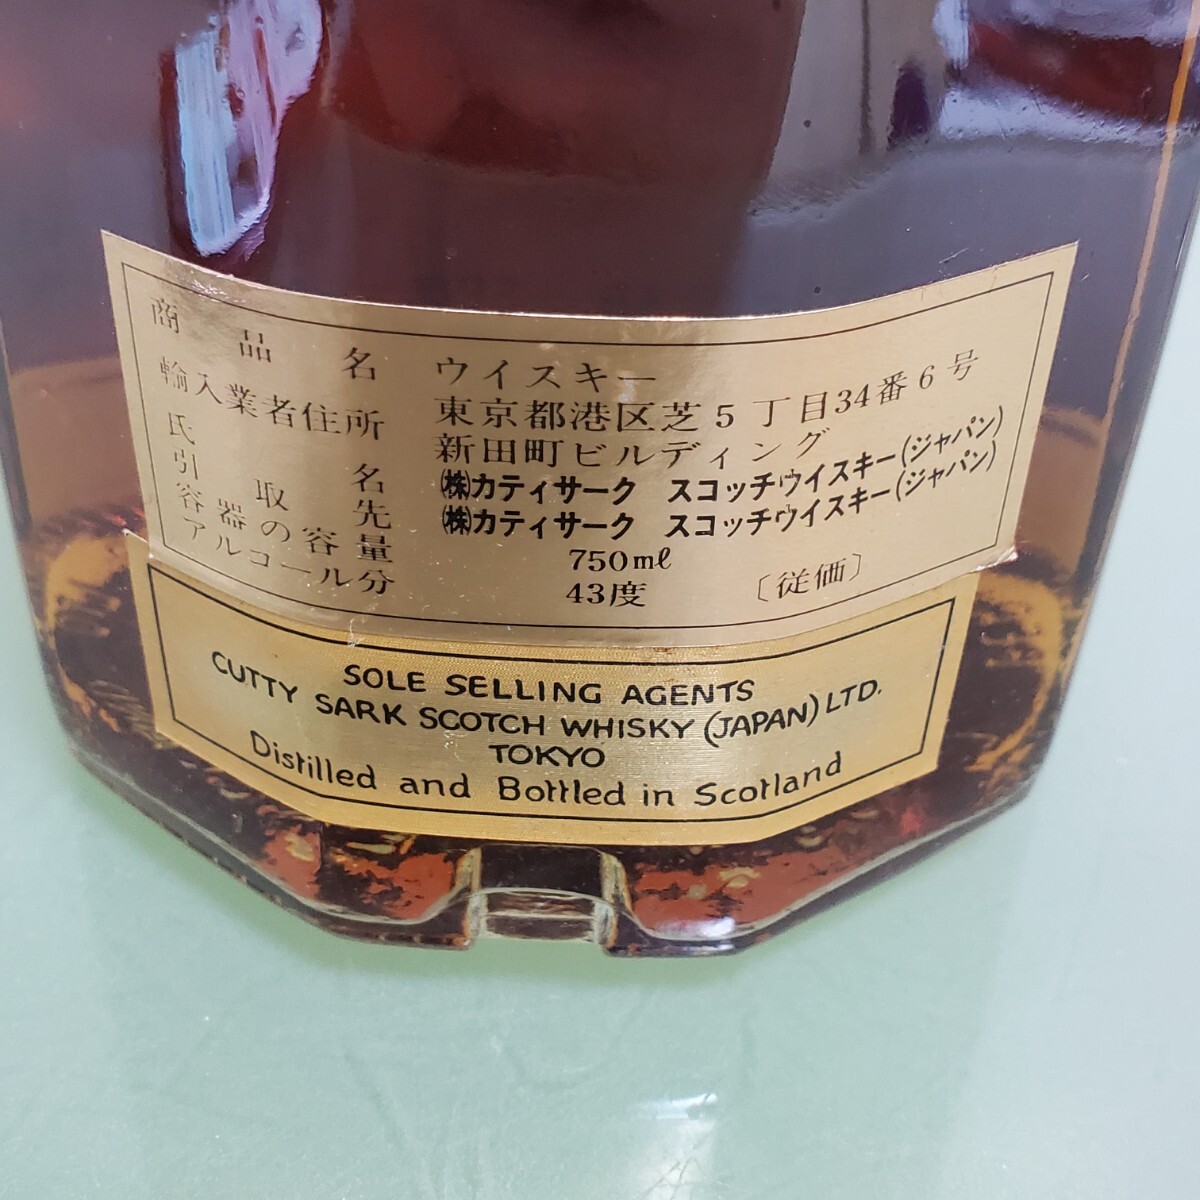 商品名 ウイスキー
輸入業者住所 東京都港区芝5丁目34番6号
新田町ビルディング
氏名 ㈱カティサーク スコッチウイスキー(ジャパン)
引取先 ㈱カティサーク スコッチウイスキー(ジャパン)
容器の容量 750mℓ
アルコール分 43度 〔従価〕
SOLE SELLING AGENTS
CUTTY SARK SCOTCH WHISKY (JAPAN) LTD.
TOKYO
Distilled and Bottled in Scotland